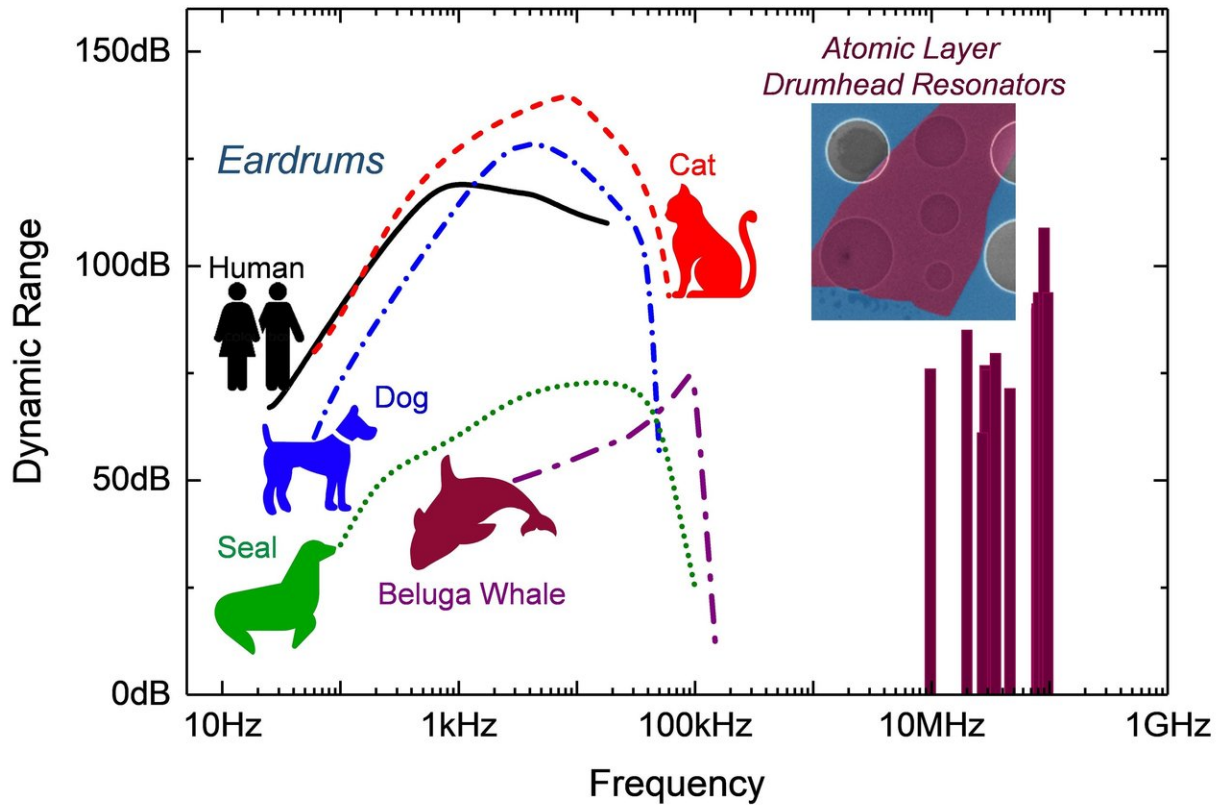 150dB
100dB
50dB
0dB
Dynamic Range
Eardrums
Human
Dog
Seal
Beluga Whale
Cat
Atomic Layer
Drumhead Resonators
10Hz
1kHz
100kHz
10MHz
1GHz
Frequency